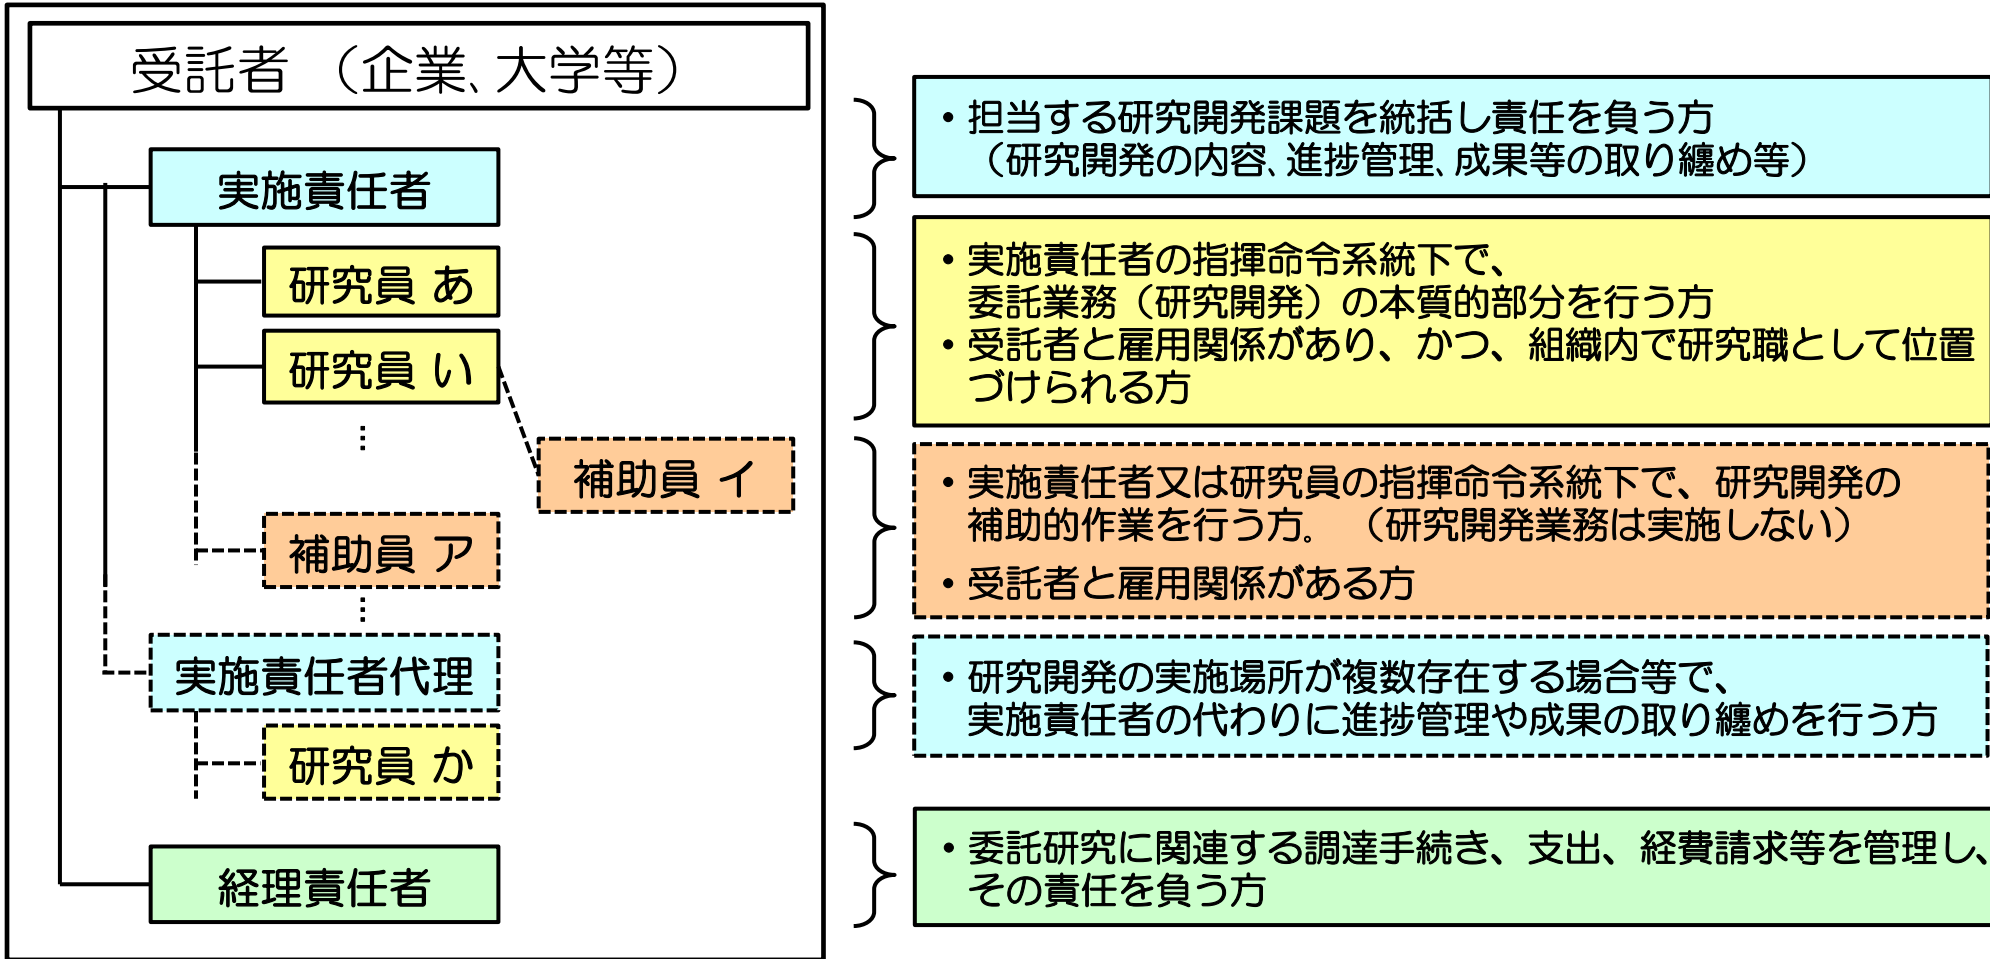 受託者 （企業、大学等）
実施責任者
研究員 あ
研究員 い
補助員 イ
補助員 ア
実施責任者代理
研究員 か
経理責任者
・担当する研究開発課題を統括し責任を負う方
（研究開発の内容、進捗管理、成果等の取り纏め等）
・実施責任者の指揮命令系統下で、
委託業務（研究開発）の本質的部分を行う方
・受託者と雇用関係があり、かつ、組織内で研究職として位置
づけられる方
・実施責任者又は研究員の指揮命令系統下で、研究開発の
補助的作業を行う方。 （研究開発業務は実施しない）
・受託者と雇用関係がある方
・研究開発の実施場所が複数存在する場合等で、
実施責任者の代わりに進捗管理や成果の取り纏めを行う方
・委託研究に関連する調達手続き、支出、経費請求等を管理し、
その責任を負う方